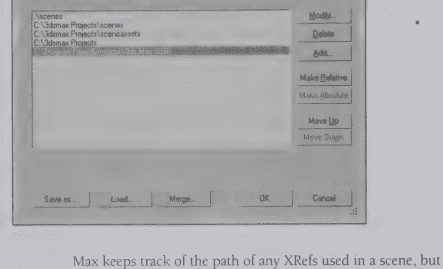 .\scenes
C:\3dsmax Projects\scenes
C:\3dsmax Projects\sceneassets
C:\3dsmax Projects
Modify...
Delete
Add...
Make Relative
Make Absolute
Move Up
Move Down
Save as...
Load...
Merge...
OK
Cancel
Max keeps track of the path of any XRefs used in a scene, but